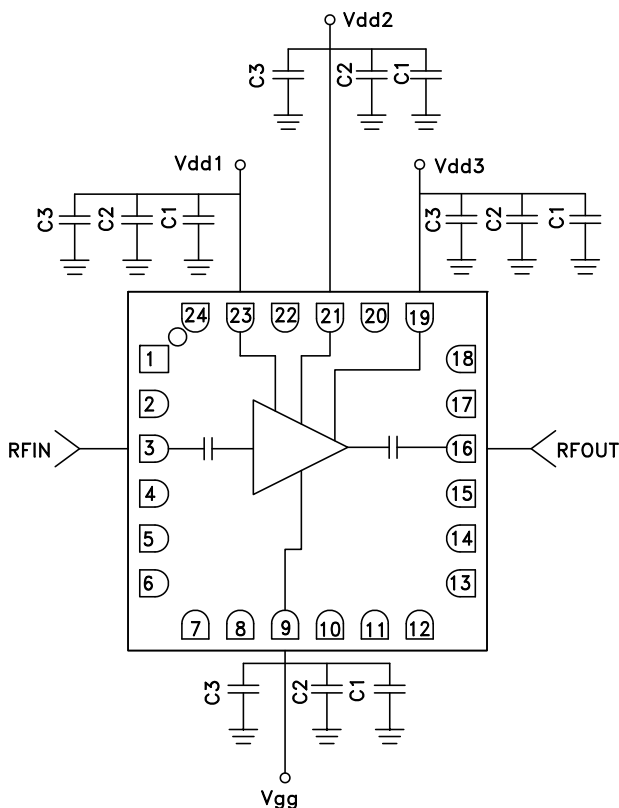 Vdd2
C3 C2 C1
Vdd1 Vdd3
C3 C2 C1 C3 C2 C1
24 23 22 21 20 19
1 18
2 17
RFIN 3 16 RFOUT
4 15
5 14
6 13
7 8 9 10 11 12
C3 C2 C1
Vgg